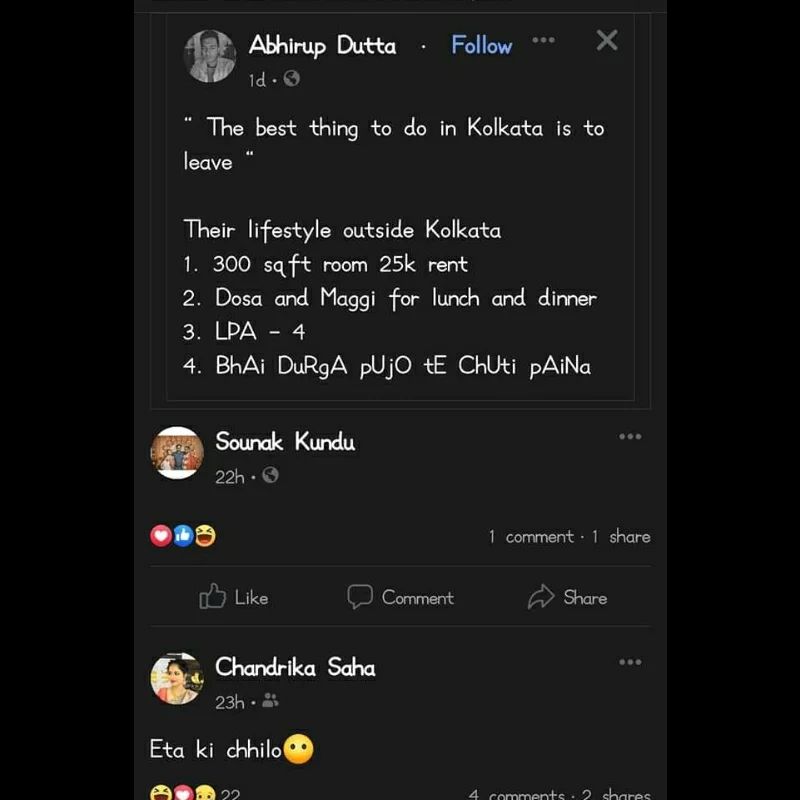 Abhirup Dutta · Follow
1d ·
“ The best thing to do in Kolkata is to
leave “
Their lifestyle outside Kolkata
1. 300 sqft room 25k rent
2. Dosa and Maggi for lunch and dinner
3. LPA - 4
4. BhAi DuRgA pUjO tE ChUti pAiNa
Sounak Kundu
22h ·
1 comment · 1 share
Like Comment Share
Chandrika Saha
23h ·
Eta ki chhilo😶
22 4 comments · 2 shares